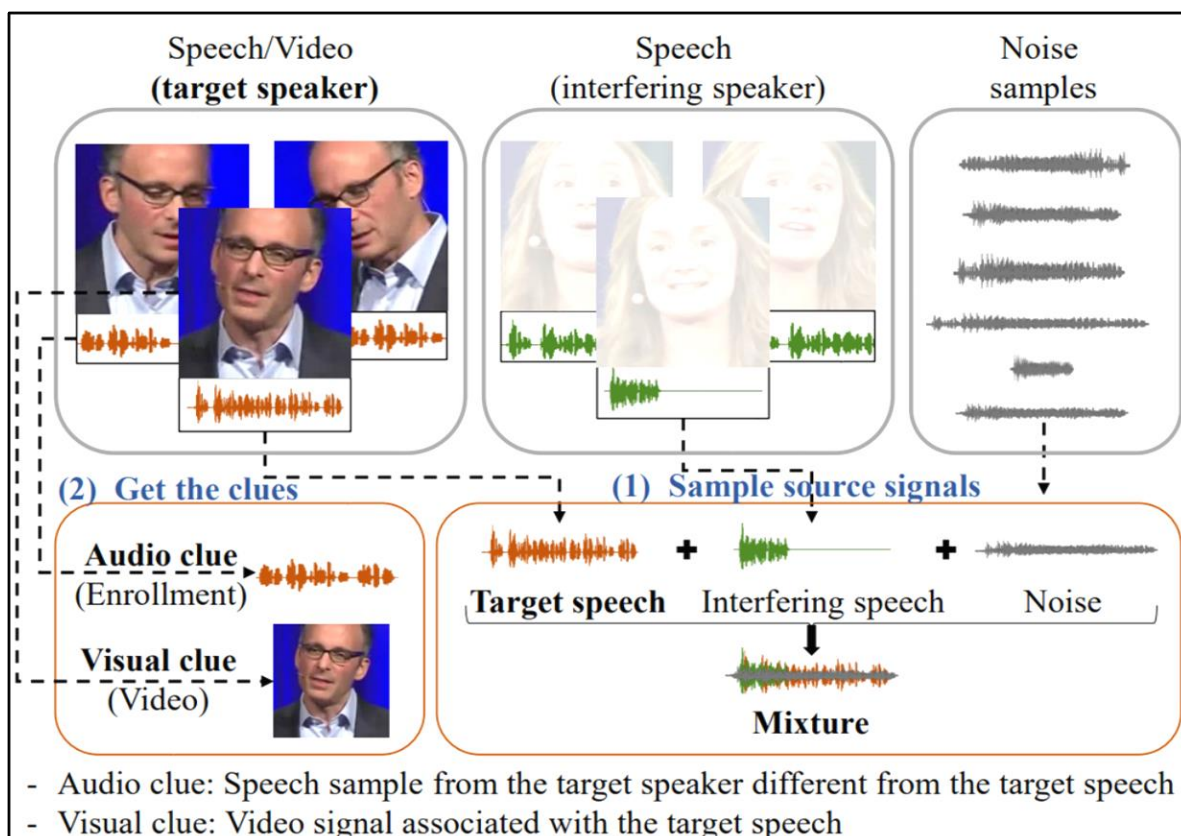 Speech/Video
(target speaker)
Speech
(interfering speaker)
Noise
samples
(2) Get the clues
(1) Sample source signals
Audio clue
(Enrollment)
Visual clue
(Video)
Target speech
Interfering speech
Noise
Mixture
- Audio clue: Speech sample from the target speaker different from the target speech
- Visual clue: Video signal associated with the target speech